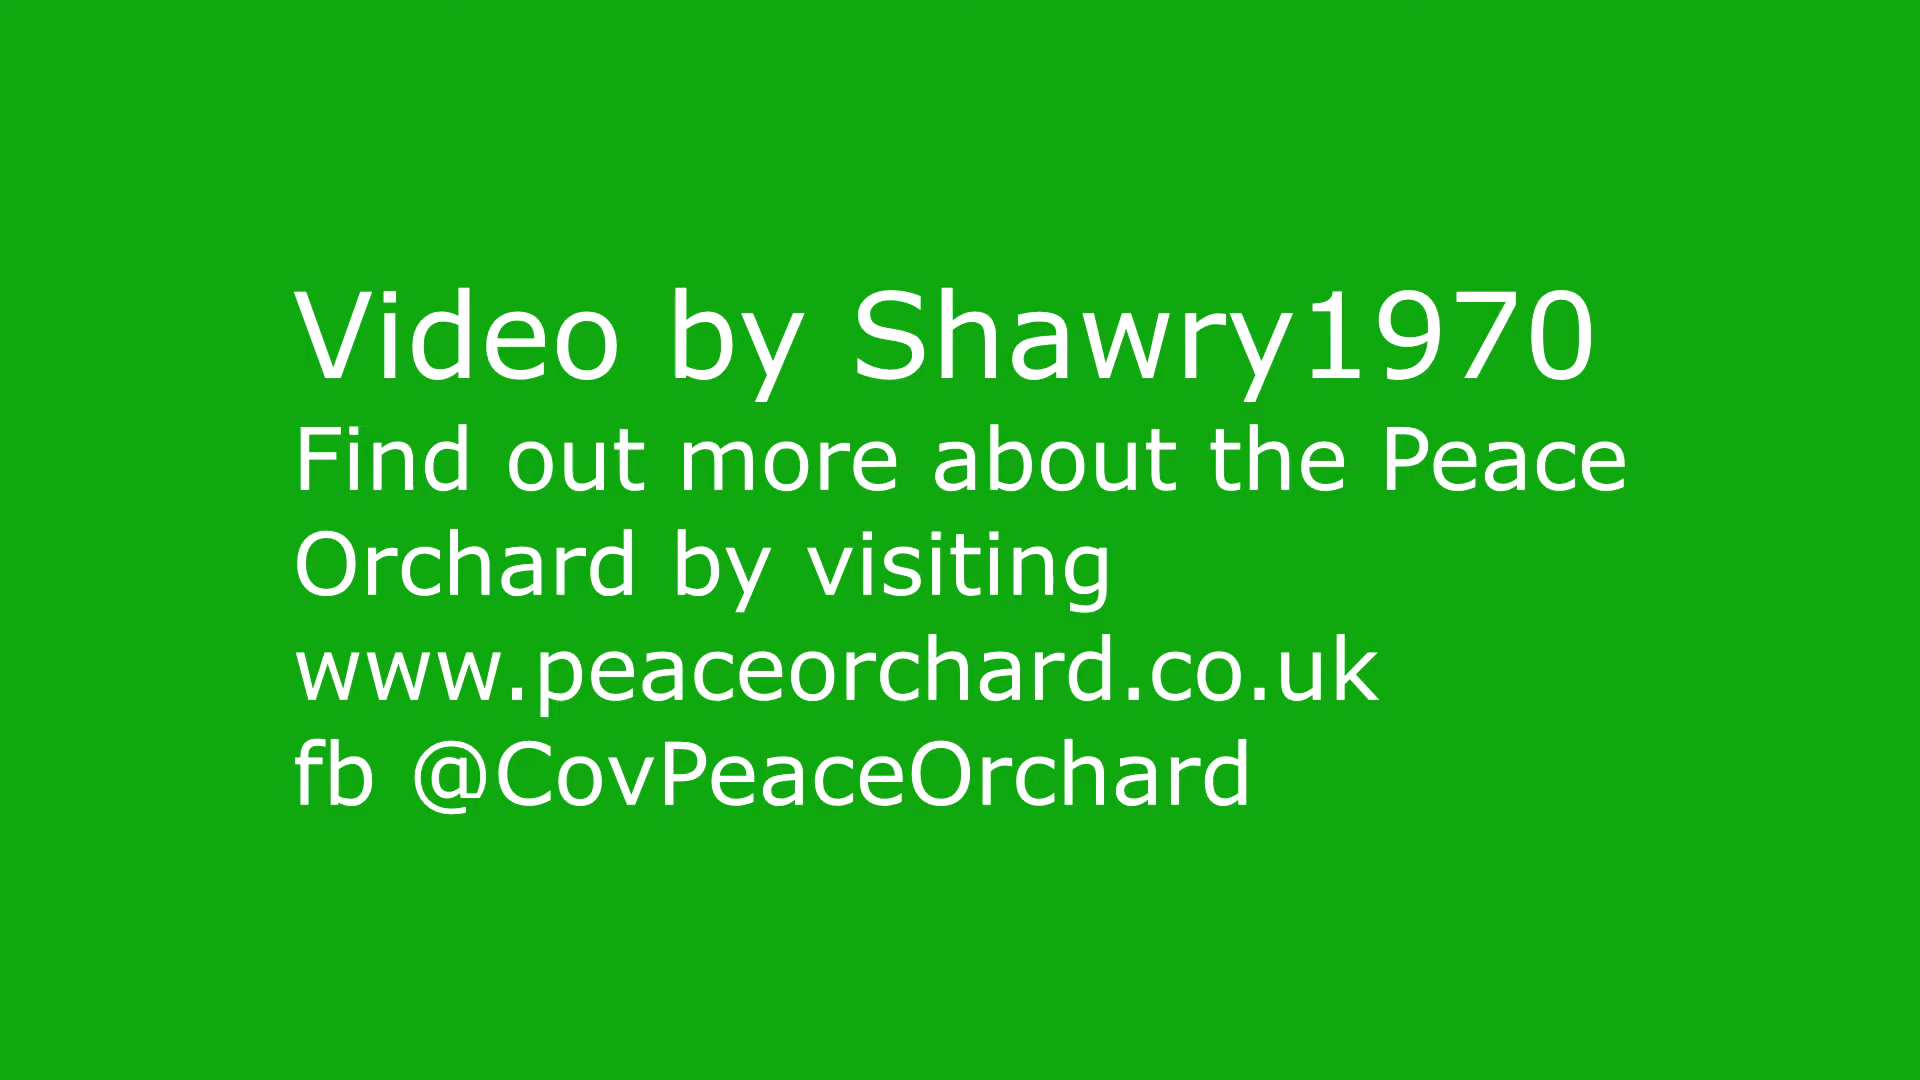 Video by Shawry1970
Find out more about the Peace
Orchard by visiting
www.peaceorchard.co.uk
fb @CovPeaceOrchard